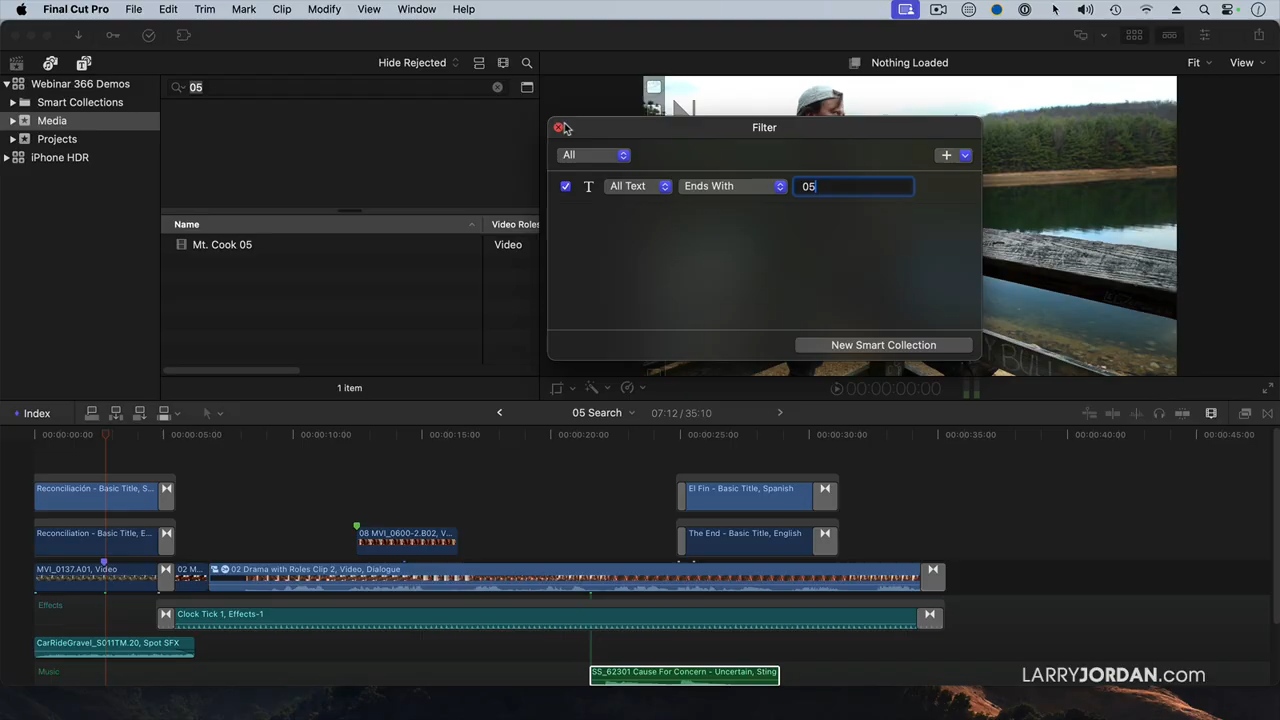 Final Cut Pro File Edit Trim Mark Clip Modify View Window Help
Hide Rejected
Nothing Loaded
Fit
View
Webinar 366 Demos
Smart Collections
Media
Projects
iPhone HDR
05
Filter
All
T All Text Ends With 05
New Smart Collection
Name Video Roles
Mt. Cook 05 Video
1 item
00:00:00:00
Index
05 Search
07:12 / 35:10
00:00:00:00 00:00:05:00 00:00:10:00 00:00:15:00 00:00:20:00 00:00:25:00 00:00:30:00 00:00:35:00 00:00:40:00 00:00:45:00
Reconciliación - Basic Title, S...
El Fin - Basic Title, Spanish
Reconciliation - Basic Title, E...
08 MVI_0600-2.B02, V...
The End - Basic Title, English
MVI_0137.A01, Video
02 M...
02 Drama with Roles Clip 2, Video, Dialogue
Effects
Clock Tick 1, Effects-1
CarRideGravel_S011TM.20, Spot SFX
Music
SS_62301 Cause For Concern - Uncertain, Sting
LARRYJORDAN.com